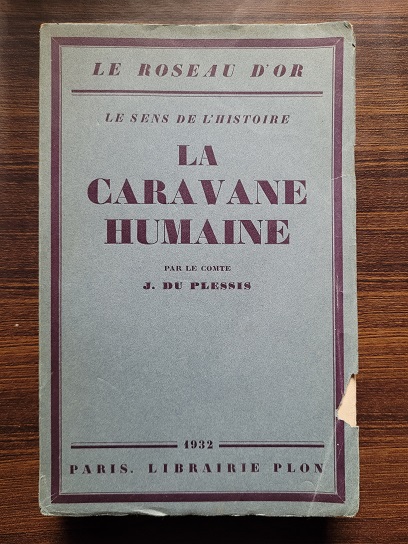 LE ROSEAU D'OR
LE SENS DE L'HISTOIRE
LA
CARAVANE
HUMAINE
PAR LE COMTE
J. DU PLESSIS
1932
PARIS. LIBRAIRIE PLON